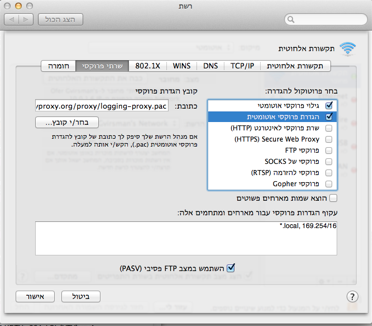 רשת
הצג הכול
תקשורת אלחוטית
תקשורת אלחוטית
TCP/IP
DNS
WINS
802.1X
שרתי פרוקסי
חומרה
בחר פרוטוקול להגדרה:
גילוי פרוקסי אוטומטי
הגדרת פרוקסי אוטומטית
שרת פרוקסי לאינטרנט (HTTP)
Secure Web Proxy (HTTPS)
פרוקסי FTP
פרוקסי של SOCKS
פרוקסי להזרמה (RTSP)
פרוקסי Gopher
הוצא שמות מארחים פשוטים
קובץ הגדרת פרוקסי
כתובת:
/proxy.org/proxy/logging-proxy.pac
בחר/י קובץ...
אם מנהל הרשת שלך סיפק לך כתובת של קובץ להגדרת
פרוקסי אוטומטית (pac.), הקש/י אותה למעלה.
עקוף הגדרות פרוקסי עבור מארחים ומתחמים אלה:
*.local, 169.254/16
השתמש במצב FTP פסיבי (PASV)
?
ביטול
אישור